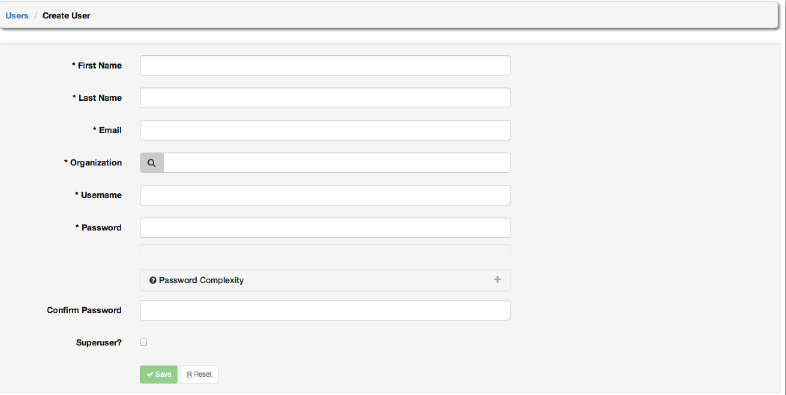 Users / Create User
* First Name
* Last Name
* Email
* Organization
* Username
* Password
Password Complexity
Confirm Password
Superuser?
Save Reset